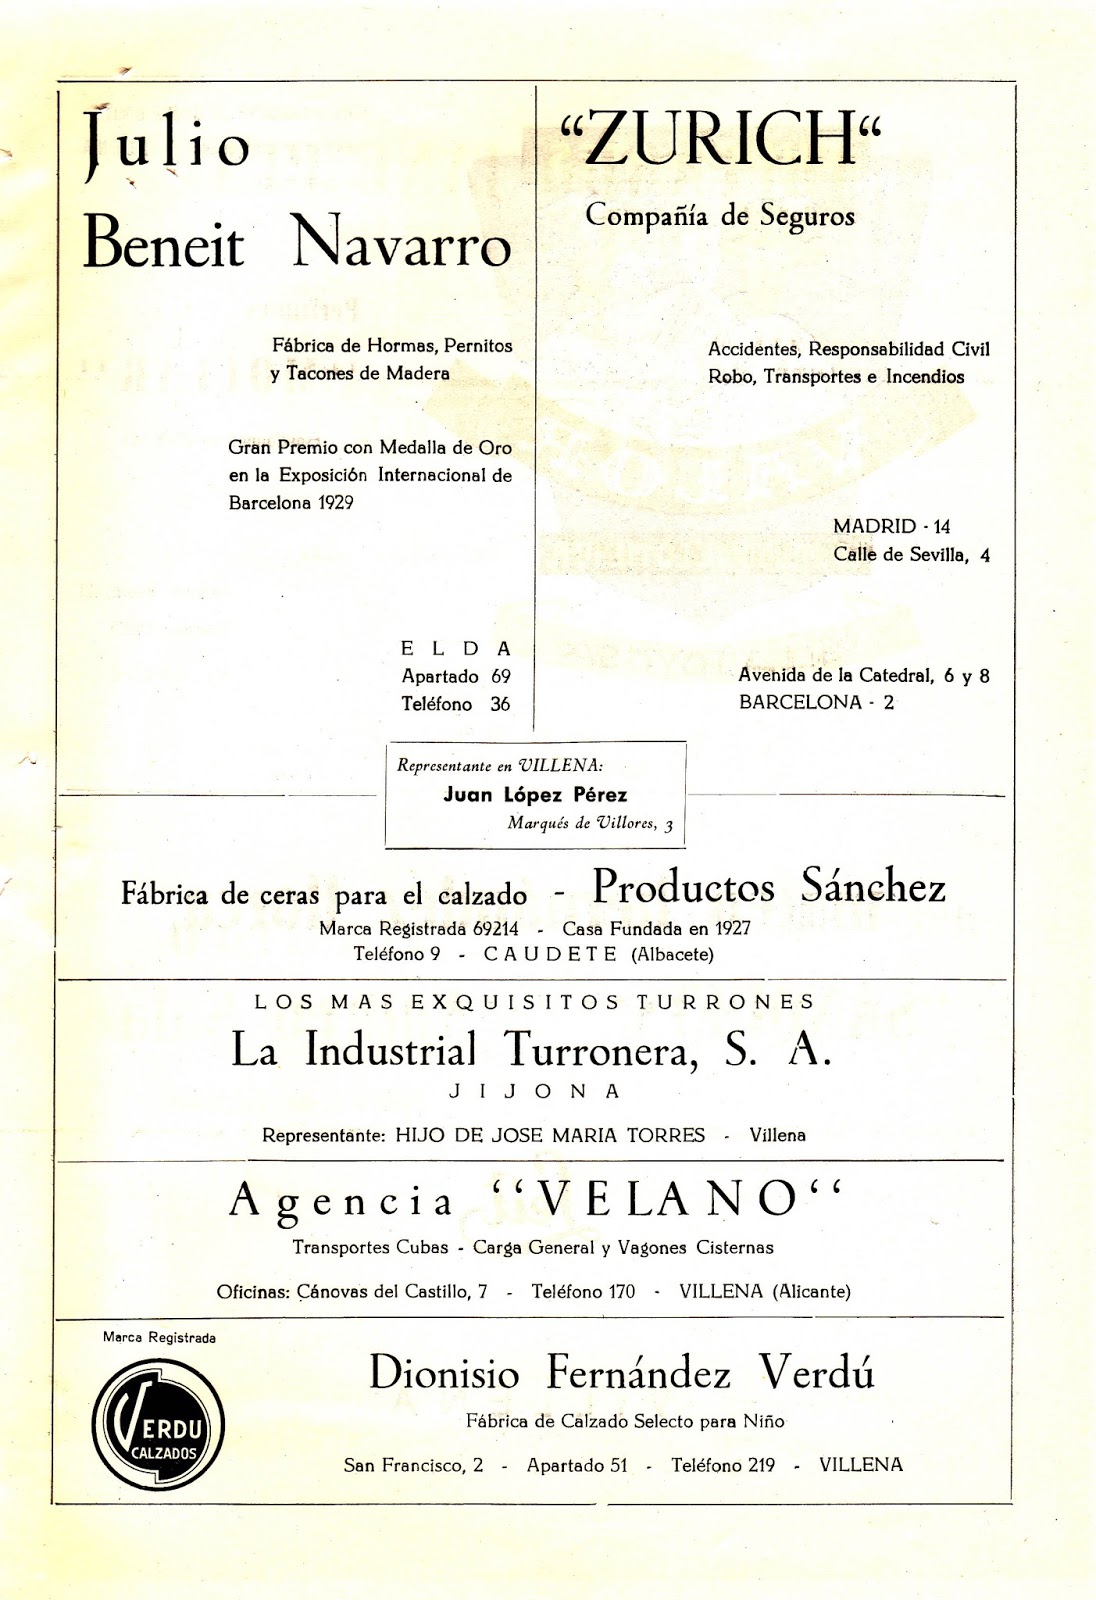 Julio
Beneit Navarro
Fábrica de Hormas, Pernitos
y Tacones de Madera
Gran Premio con Medalla de Oro
en la Exposición Internacional de
Barcelona 1929
ELDA
Apartado 69
Teléfono 36
“ZURICH“
Compañía de Seguros
Accidentes, Responsabilidad Civil
Robo, Transportes e Incendios
MADRID - 14
Calle de Sevilla, 4
Avenida de la Catedral, 6 y 8
BARCELONA - 2
Representante en VILLENA:
Juan López Pérez
Marqués de Villores, 3
Fábrica de ceras para el calzado - Productos Sánchez
Marca Registrada 69214 - Casa Fundada en 1927
Teléfono 9 - CAUDETE (Albacete)
LOS MAS EXQUISITOS TURRONES
La Industrial Turronera, S. A.
JIJONA
Representante: HIJO DE JOSE MARIA TORRES - Villena
Agencia ‘‘VELANO‘‘
Transportes Cubas - Carga General y Vagones Cisternas
Oficinas: Cánovas del Castillo, 7 - Teléfono 170 - VILLENA (Alicante)
Marca Registrada
VERDU
CALZADOS
Dionisio Fernández Verdú
Fábrica de Calzado Selecto para Niño
San Francisco, 2 - Apartado 51 - Teléfono 219 - VILLENA